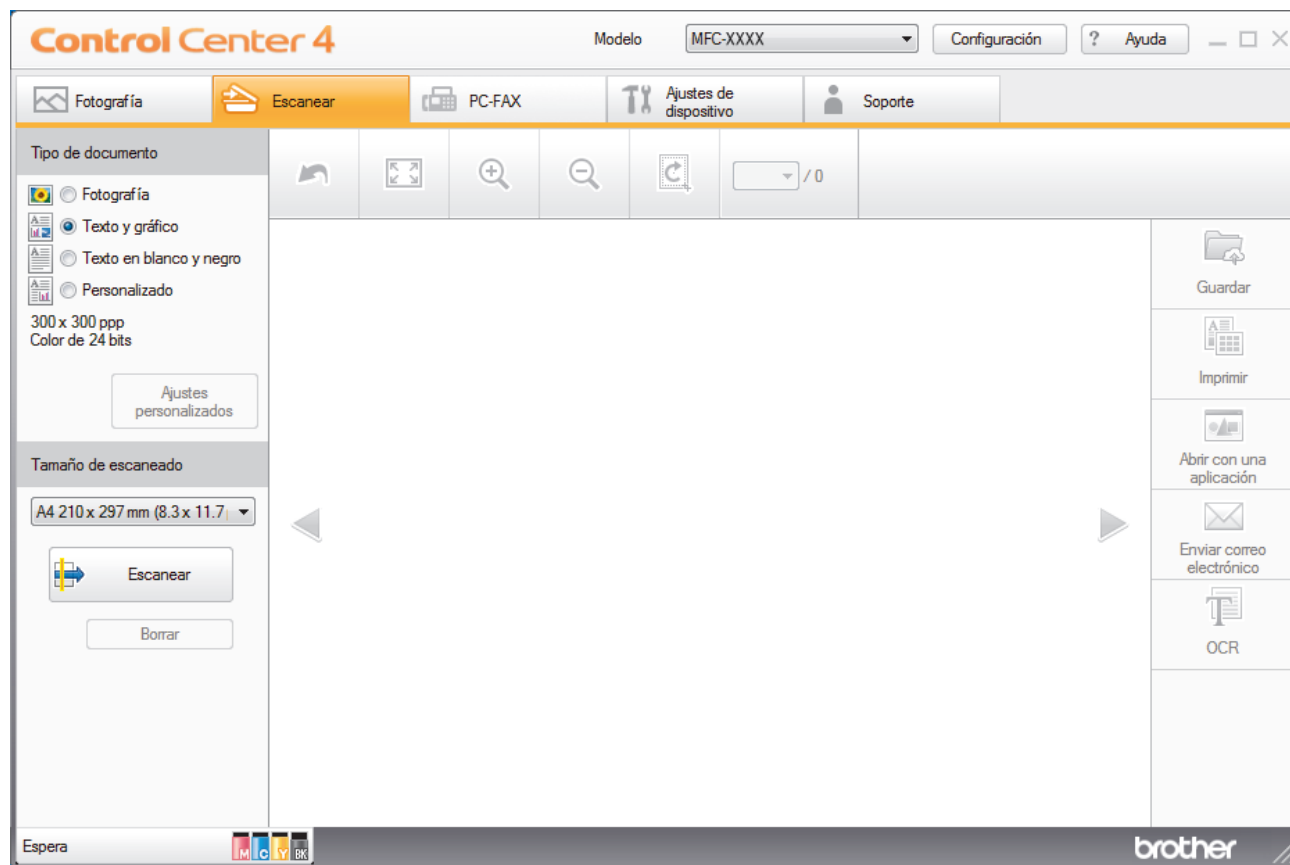 Control Center 4
Modelo
MFC-XXXX
Configuración
? Ayuda
Fotografía
Escanear
PC-FAX
Ajustes de
dispositivo
Soporte
Tipo de documento
Fotografía
Texto y gráfico
Texto en blanco y negro
Personalizado
300 x 300 ppp
Color de 24 bits
Ajustes
personalizados
Tamaño de escaneado
A4 210 x 297 mm (8.3 x 11.7
Escanear
Borrar
/ 0
Guardar
Imprimir
Abrir con una
aplicación
Enviar correo
electrónico
OCR
Espera
M C Y BK
brother